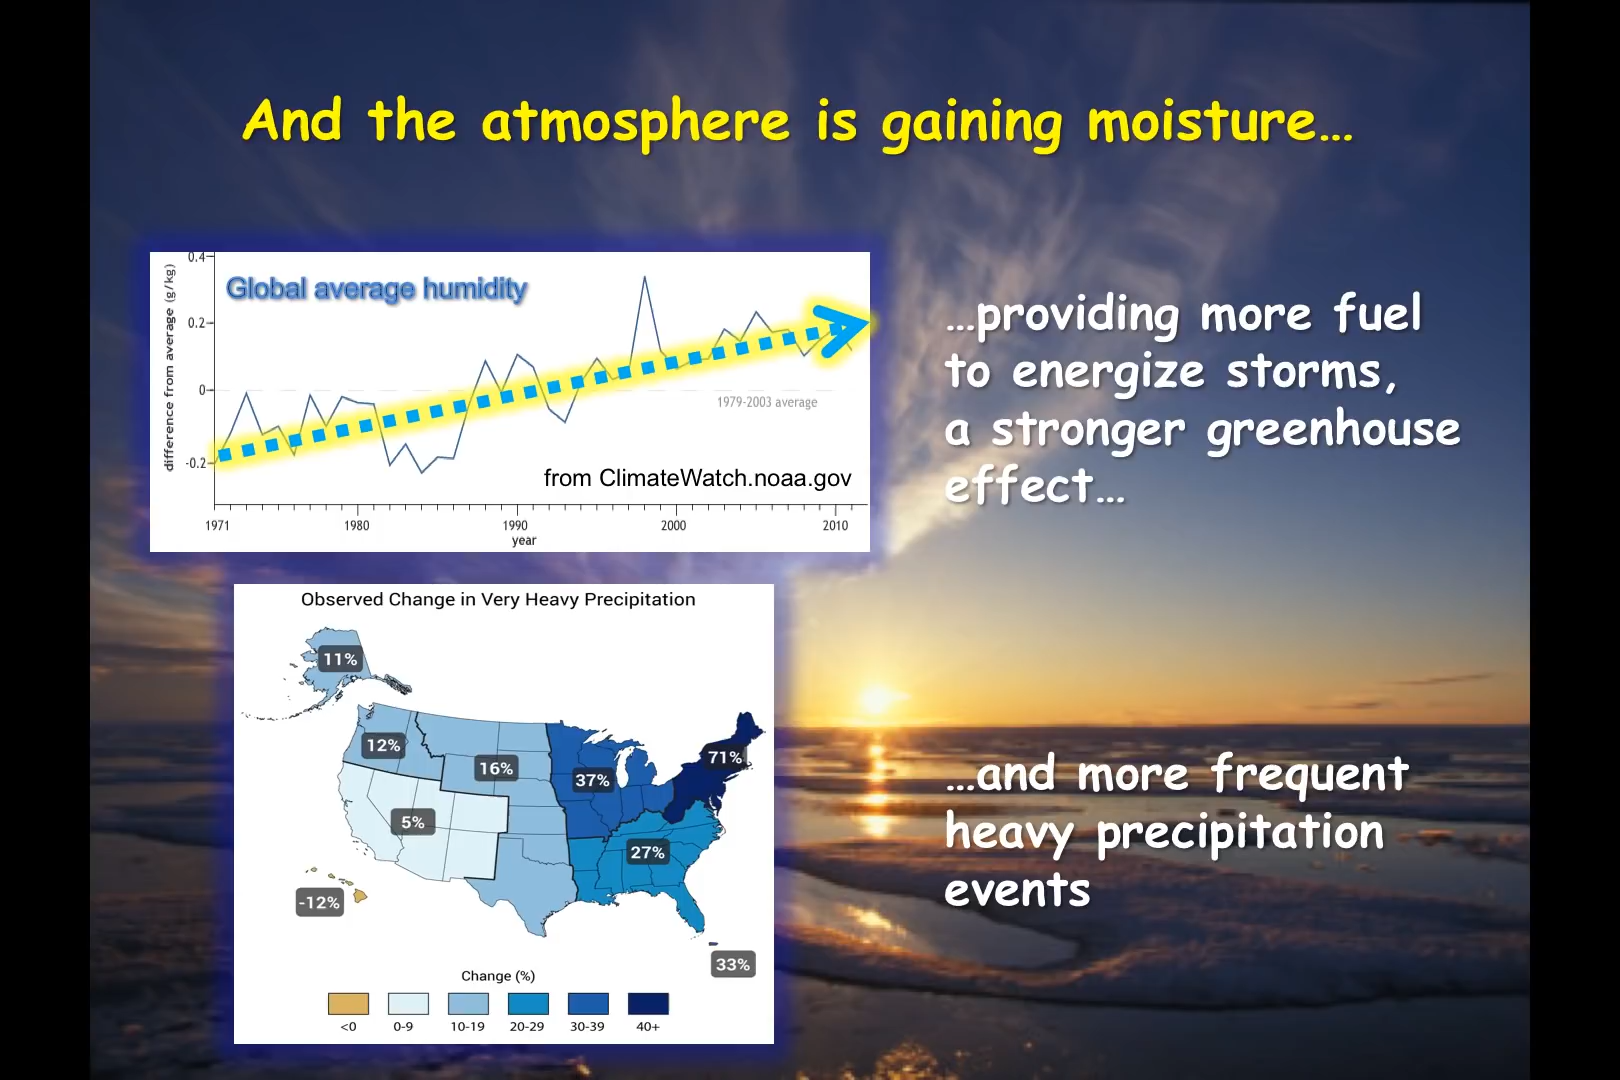 And the atmosphere is gaining moisture…
0.4
0.2
0
-0.2
difference from average (g/kg)
Global average humidity
1979-2003 average
from ClimateWatch.noaa.gov
1971
1980
1990
2000
2010
year
…providing more fuel
to energize storms,
a stronger greenhouse
effect…
Observed Change in Very Heavy Precipitation
11%
12%
16%
37%
71%
5%
27%
-12%
33%
Change (%)
<0
0-9
10-19
20-29
30-39
40+
…and more frequent
heavy precipitation
events